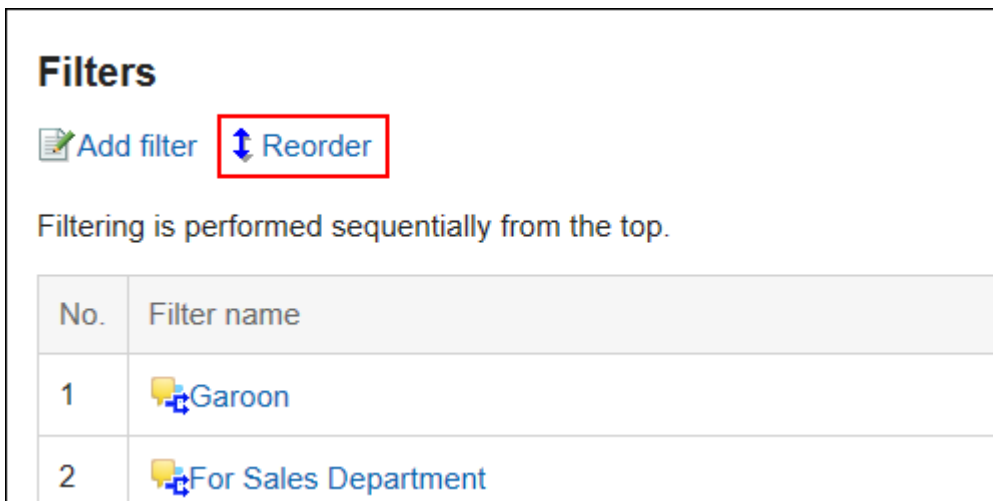 Filters
Add filter Reorder
Filtering is performed sequentially from the top.
No. Filter name
1 Garoon
2 For Sales Department